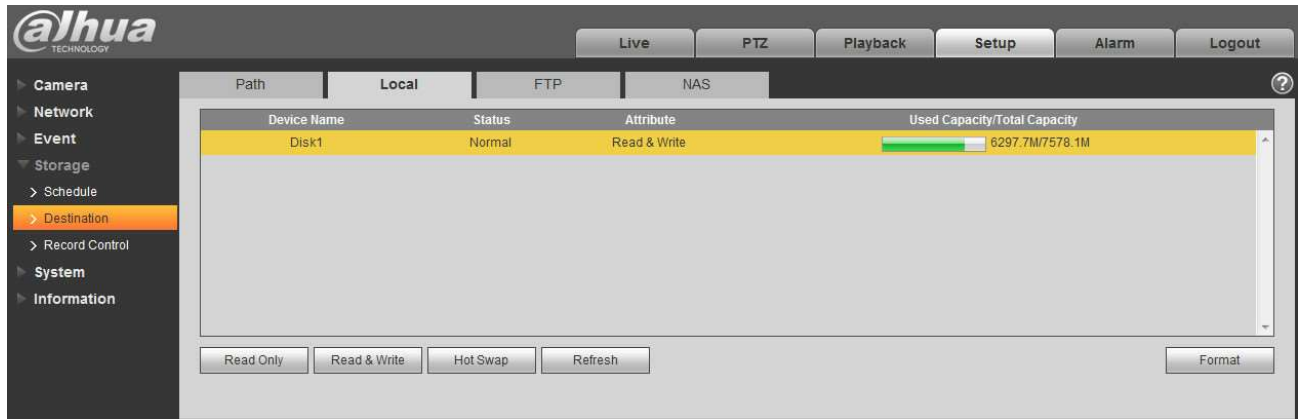 alhua
TECHNOLOGY
Live PTZ Playback Setup Alarm Logout
Camera
Network
Event
Storage
Schedule
Destination
Record Control
System
Information
Path Local FTP NAS
?
Device Name Status Attribute Used Capacity/Total Capacity
Disk1 Normal Read & Write 6297.7M/7578.1M
Read Only Read & Write Hot Swap Refresh Format